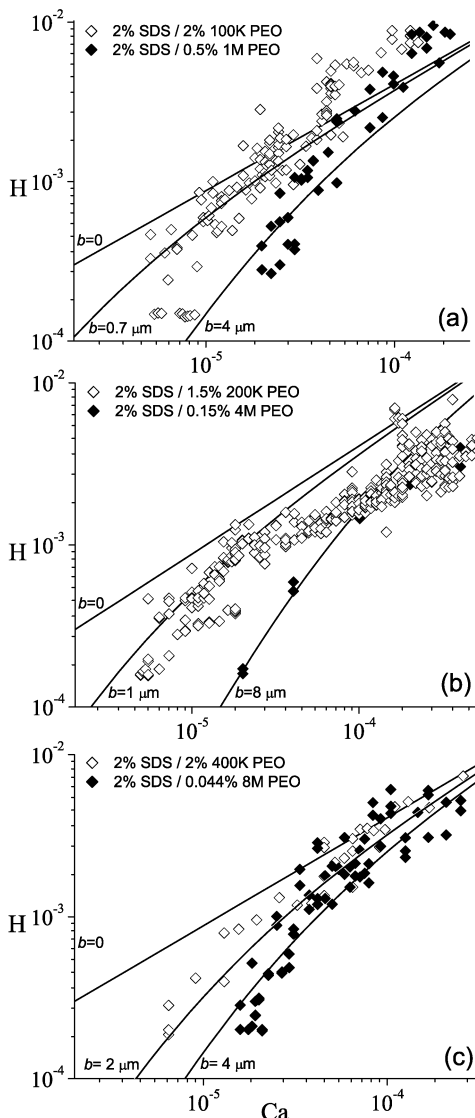 10⁻²
◇ 2% SDS / 2% 100K PEO
◆ 2% SDS / 0.5% 1M PEO
H
10⁻³
b=0
b=0.7 μm
b=4 μm
(a)
10⁻⁴
10⁻⁵
10⁻⁴
10⁻²
◇ 2% SDS / 1.5% 200K PEO
◆ 2% SDS / 0.15% 4M PEO
H
10⁻³
b=0
b=1 μm
b=8 μm
(b)
10⁻⁴
10⁻⁵
10⁻⁴
10⁻²
◇ 2% SDS / 2% 400K PEO
◆ 2% SDS / 0.044% 8M PEO
H
10⁻³
b=0
b= 2 μm
b= 4 μm
(c)
10⁻⁴
10⁻⁵
Ca
10⁻⁴